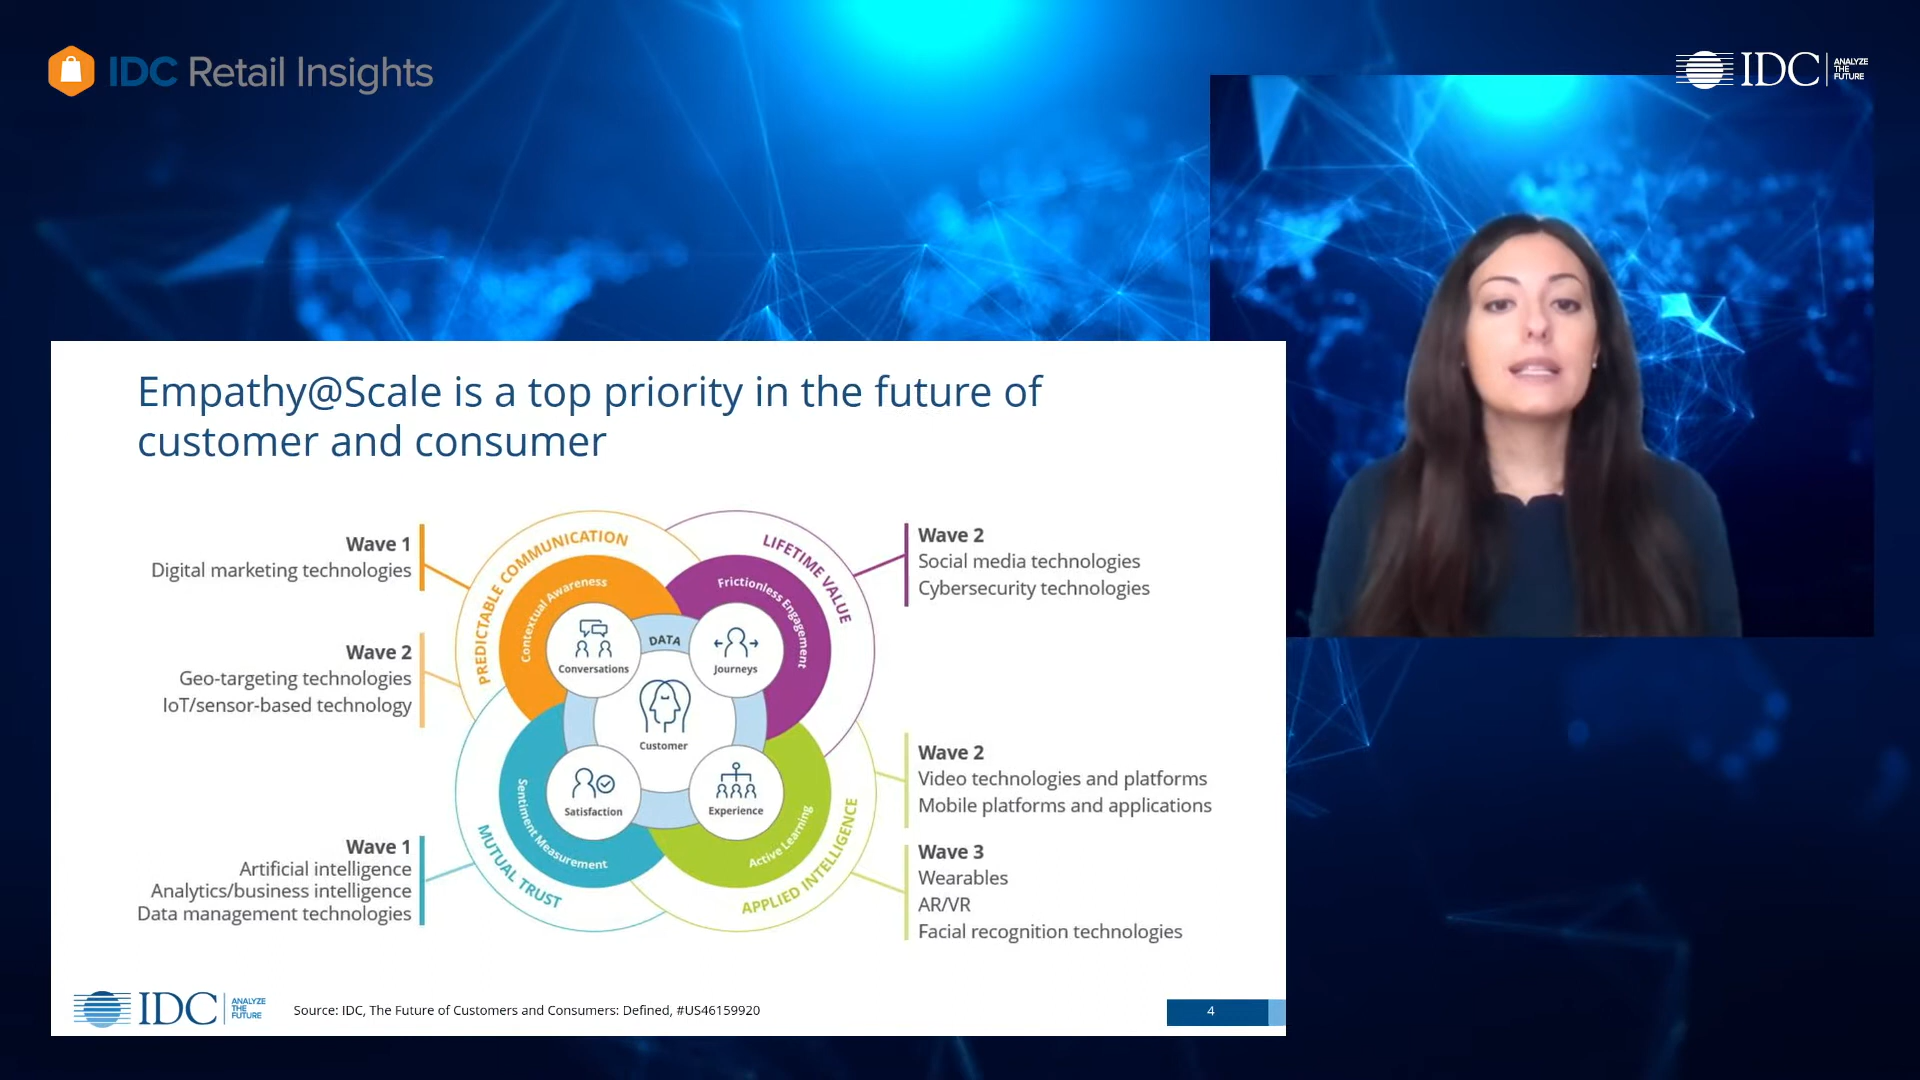 IDC Retail Insights
IDC
ANALYZE
THE
FUTURE
Empathy@Scale is a top priority in the future of
customer and consumer
Wave 1
Digital marketing technologies
Wave 2
Geo-targeting technologies
IoT/sensor-based technology
Wave 1
Artificial intelligence
Analytics/business intelligence
Data management technologies
PREDICTABLE COMMUNICATION
Contextual Awareness
Conversations
DATA
LIFETIME VALUE
Frictionless Engagement
Journeys
Customer
Satisfaction
Sentiment Measurement
MUTUAL TRUST
Experience
Active Learning
APPLIED INTELLIGENCE
Wave 2
Social media technologies
Cybersecurity technologies
Wave 2
Video technologies and platforms
Mobile platforms and applications
Wave 3
Wearables
AR/VR
Facial recognition technologies
IDC
ANALYZE
THE
FUTURE
Source: IDC, The Future of Customers and Consumers: Defined, #US46159920
4